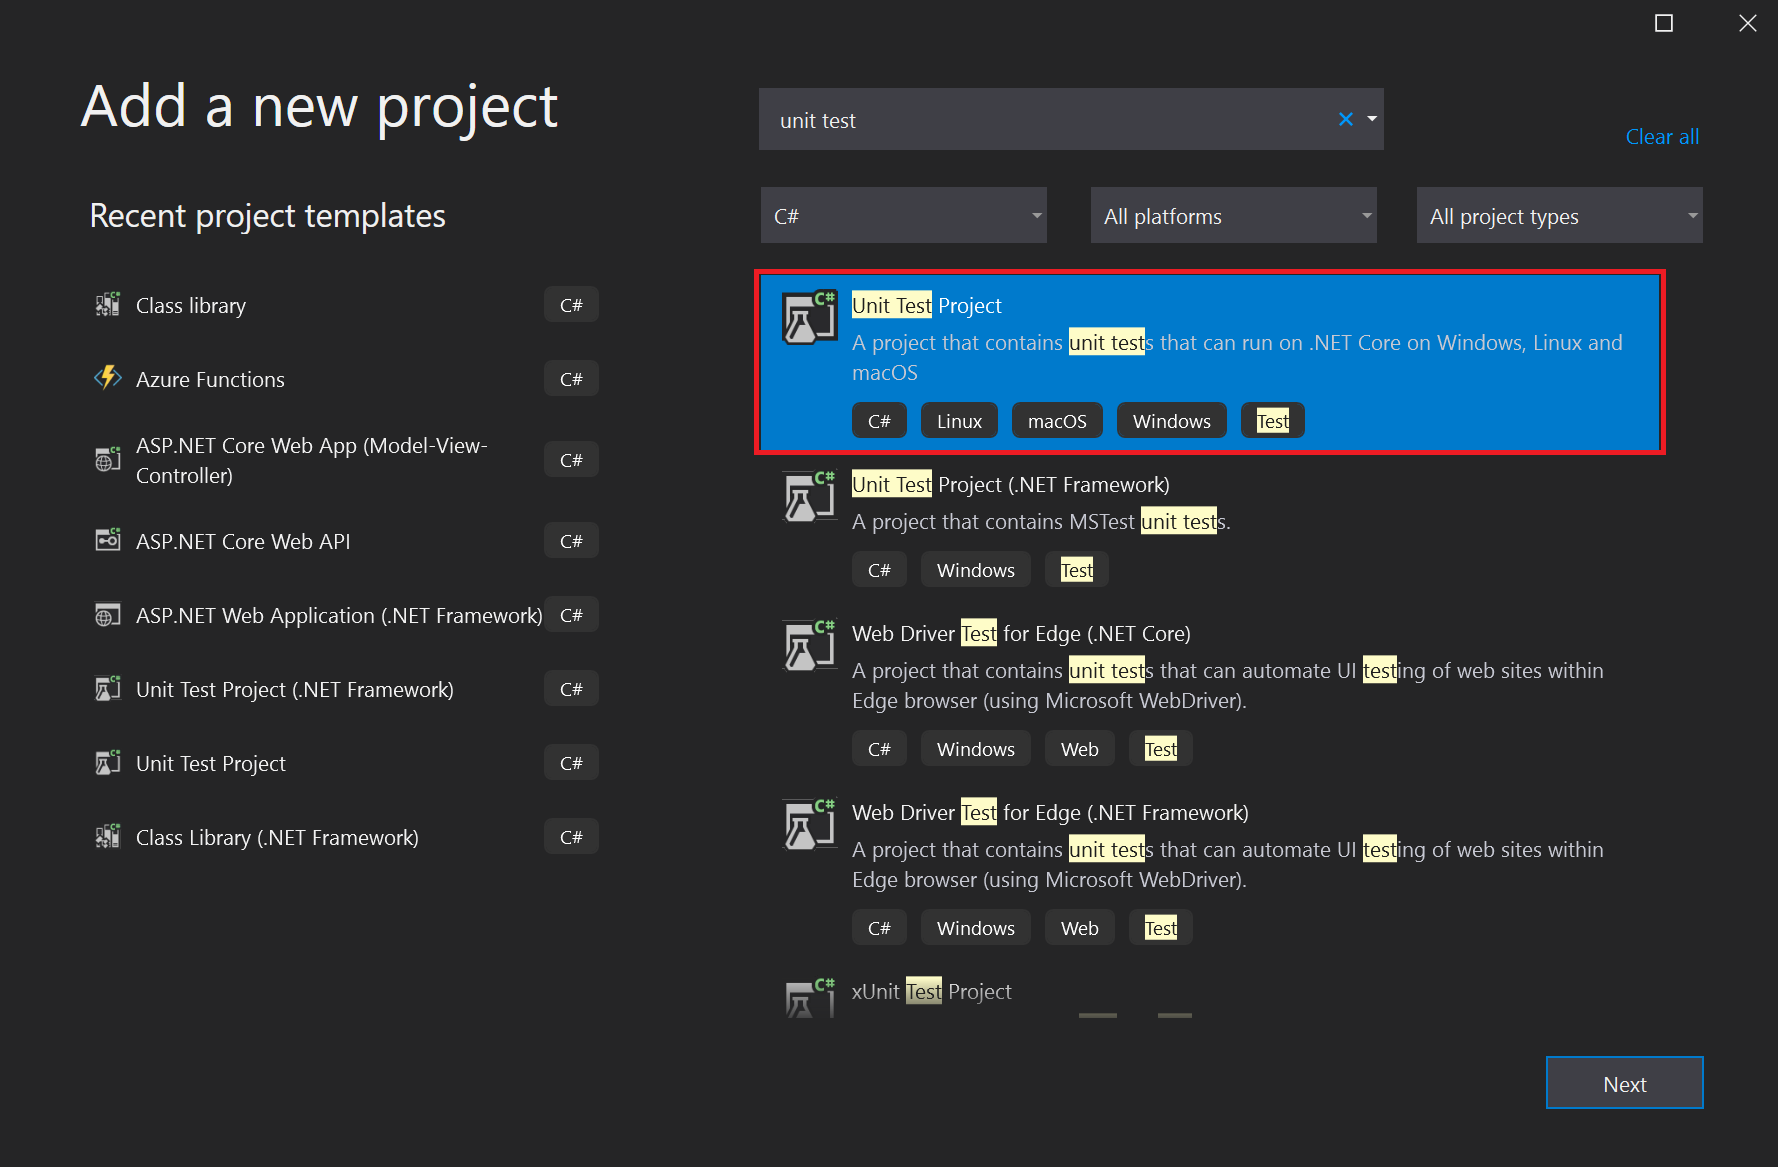 Add a new project
unit test
Clear all
C#
All platforms
All project types
Recent project templates
Class library
C#
Azure Functions
C#
ASP.NET Core Web App (Model-View-
Controller)
C#
ASP.NET Core Web API
C#
ASP.NET Web Application (.NET Framework)
C#
Unit Test Project (.NET Framework)
C#
Unit Test Project
C#
Class Library (.NET Framework)
C#
Unit Test Project
A project that contains unit tests that can run on .NET Core on Windows, Linux and
macOS
C# Linux macOS Windows Test
Unit Test Project (.NET Framework)
A project that contains MSTest unit tests.
C# Windows Test
Web Driver Test for Edge (.NET Core)
A project that contains unit tests that can automate UI testing of web sites within
Edge browser (using Microsoft WebDriver).
C# Windows Web Test
Web Driver Test for Edge (.NET Framework)
A project that contains unit tests that can automate UI testing of web sites within
Edge browser (using Microsoft WebDriver).
C# Windows Web Test
xUnit Test Project
Next